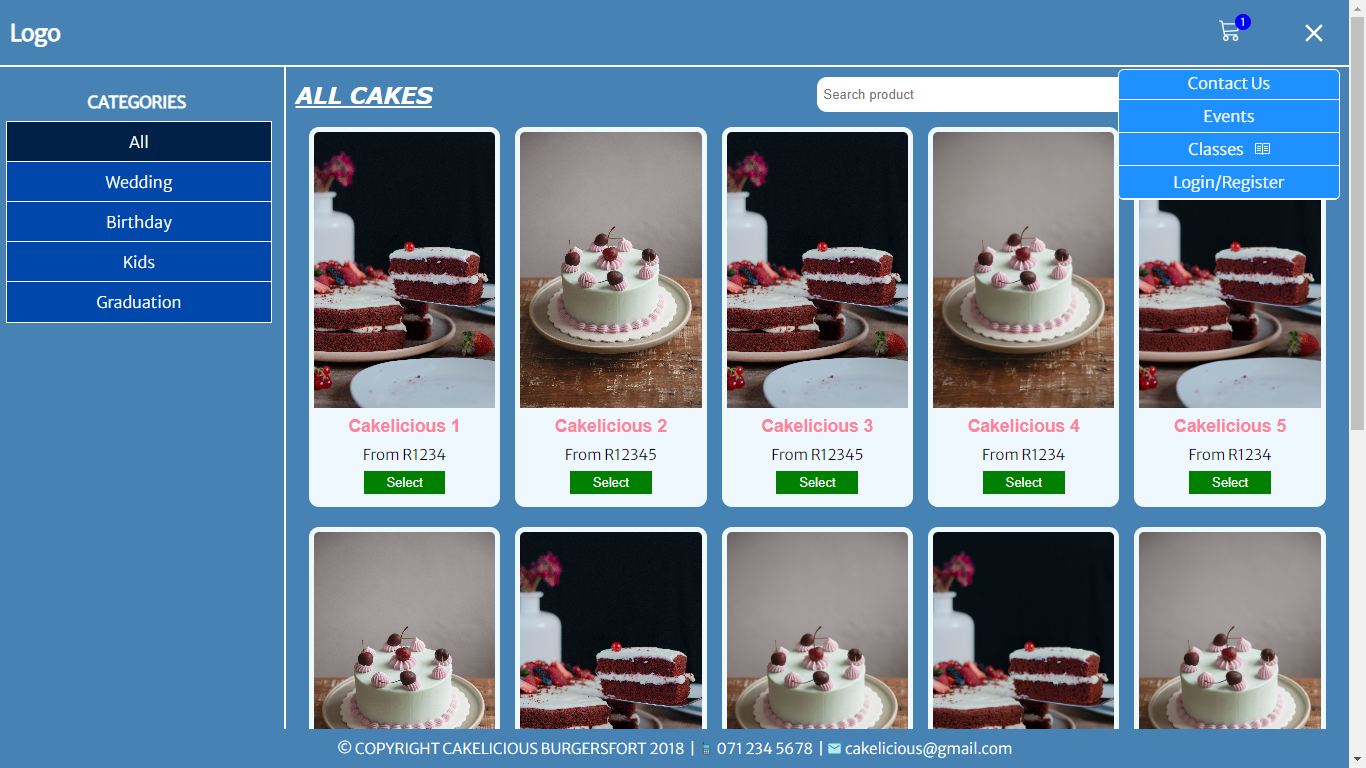 Logo
1
CATEGORIES
All
Wedding
Birthday
Kids
Graduation
ALL CAKES
Search product
Contact Us
Events
Classes
Login/Register
Cakelicious 1
From R1234
Select
Cakelicious 2
From R12345
Select
Cakelicious 3
From R12345
Select
Cakelicious 4
From R1234
Select
Cakelicious 5
From R1234
Select
© COPYRIGHT CAKELICIOUS BURGERSFORT 2018 | 071 234 5678 | cakelicious@gmail.com